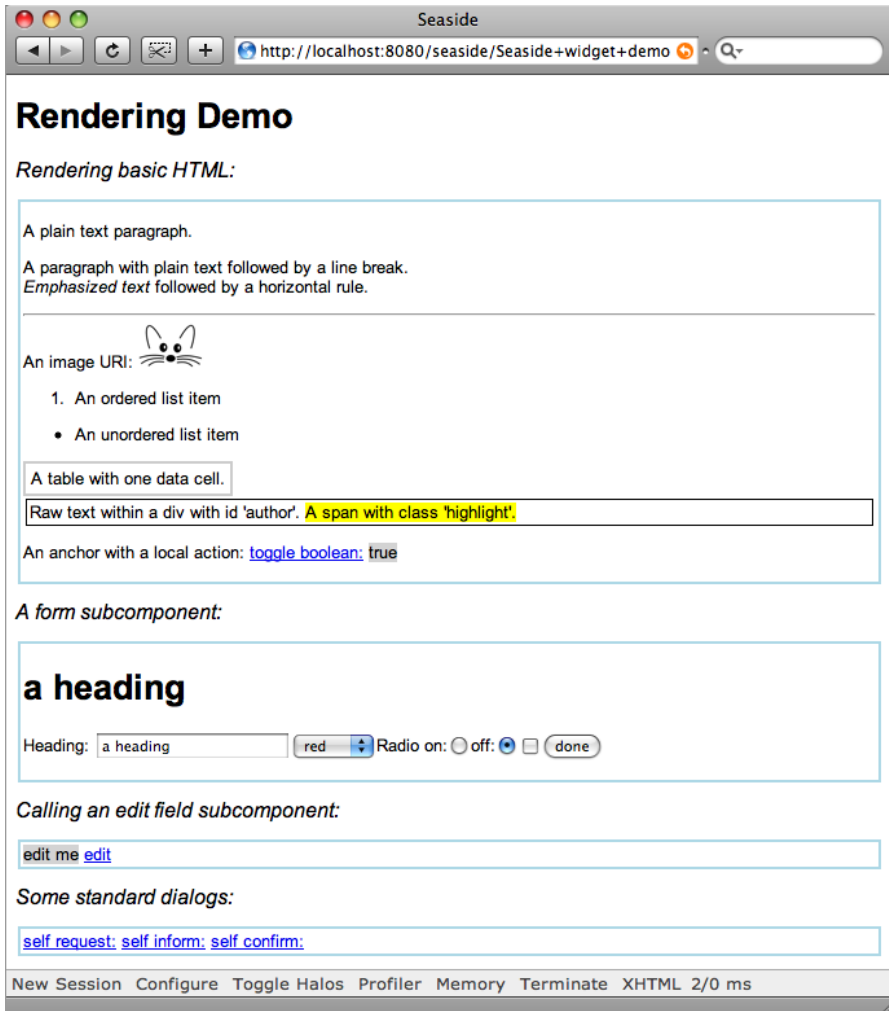 Seaside
http://localhost:8080/seaside/Seaside+widget+demo
Rendering Demo
Rendering basic HTML:
A plain text paragraph.
A paragraph with plain text followed by a line break.
Emphasized text followed by a horizontal rule.
An image URI:
1. An ordered list item
• An unordered list item
A table with one data cell.
Raw text within a div with id 'author'. A span with class 'highlight'.
An anchor with a local action: toggle boolean: true
A form subcomponent:
a heading
Heading: a heading red Radio on: off: done
Calling an edit field subcomponent:
edit me edit
Some standard dialogs:
self request: self inform: self confirm:
New Session Configure Toggle Halos Profiler Memory Terminate XHTML 2/0 ms